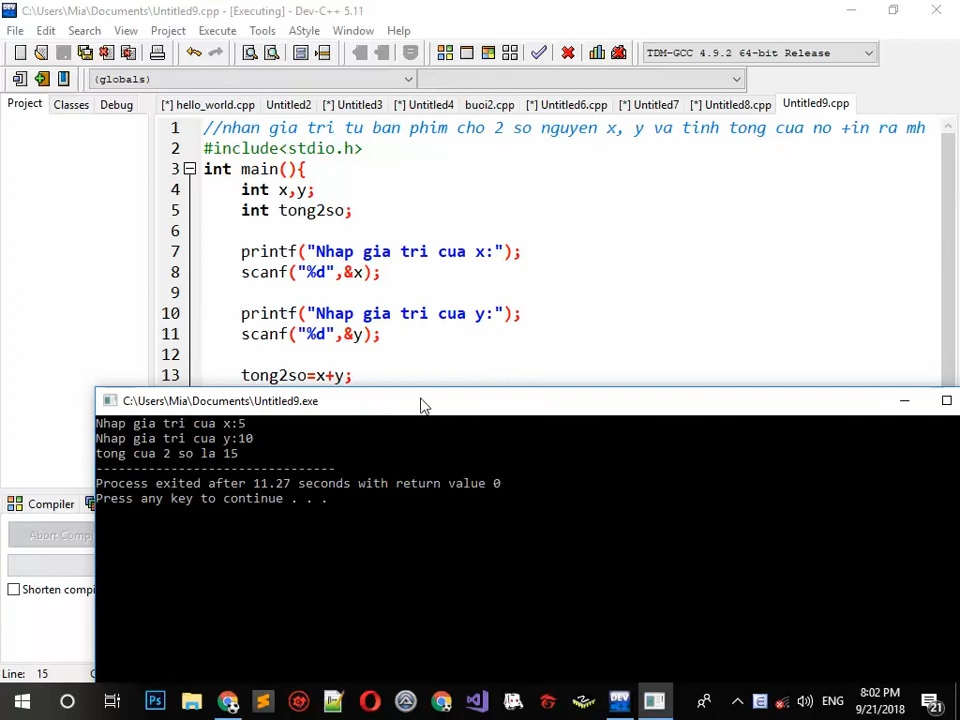 C:\Users\Mia\Documents\Untitled9.cpp - [Executing] - Dev-C++ 5.11
File Edit Search View Project Execute Tools AStyle Window Help
TDM-GCC 4.9.2 64-bit Release
(globals)
Project Classes Debug [*] hello_world.cpp Untitled2 [*] Untitled3 [*] Untitled4 buoi2.cpp [*] Untitled6.cpp [*] Untitled7 [*] Untitled8.cpp Untitled9.cpp
1 //nhan gia tri tu ban phim cho 2 so nguyen x, y va tinh tong cua no +in ra mh
2 #include<stdio.h>
3 int main(){
4 int x,y;
5 int tong2so;
6
7 printf("Nhap gia tri cua x:");
8 scanf("%d",&x);
9
10 printf("Nhap gia tri cua y:");
11 scanf("%d",&y);
12
13 tong2so=x+y;
C:\Users\Mia\Documents\Untitled9.exe
Nhap gia tri cua x:5
Nhap gia tri cua y:10
tong cua 2 so la 15
--------------------------------
Process exited after 11.27 seconds with return value 0
Press any key to continue . . .
Compiler
Abort Compi
Shorten compi
Line: 15
ENG
8:02 PM
9/21/2018
21